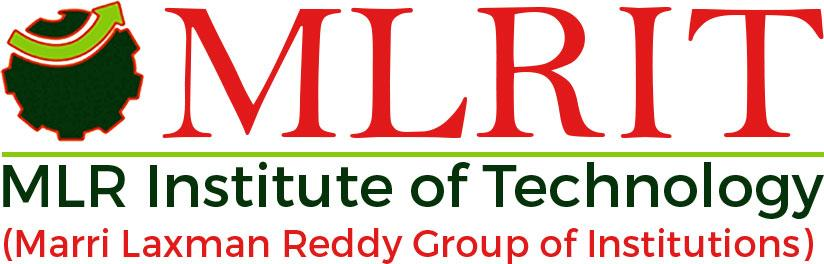 MLRIT
MLR Institute of Technology
(Marri Laxman Reddy Group of Institutions)